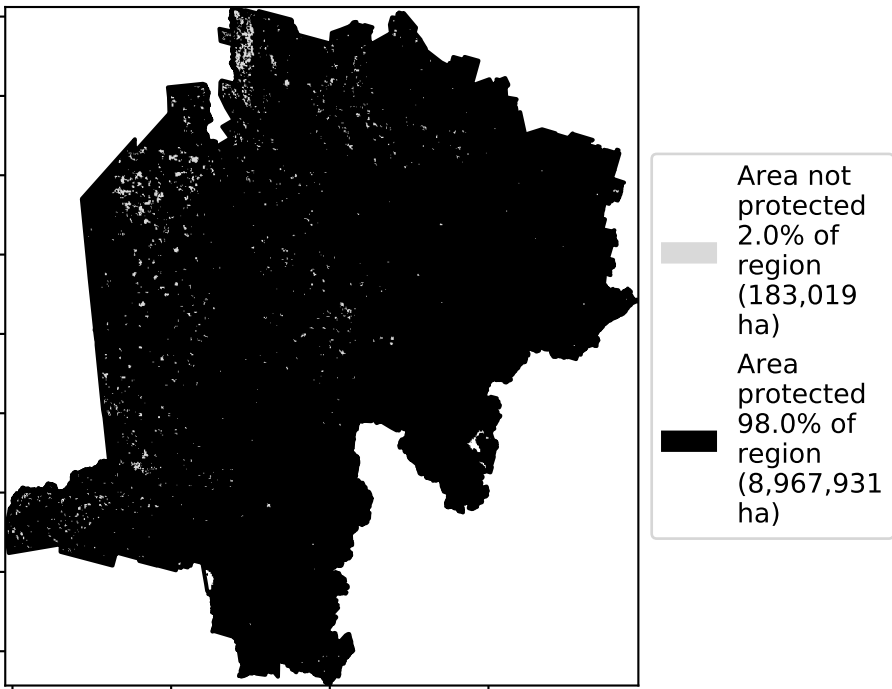 Area not
protected
2.0% of
region
(183,019
ha)
Area
protected
98.0% of
region
(8,967,931
ha)